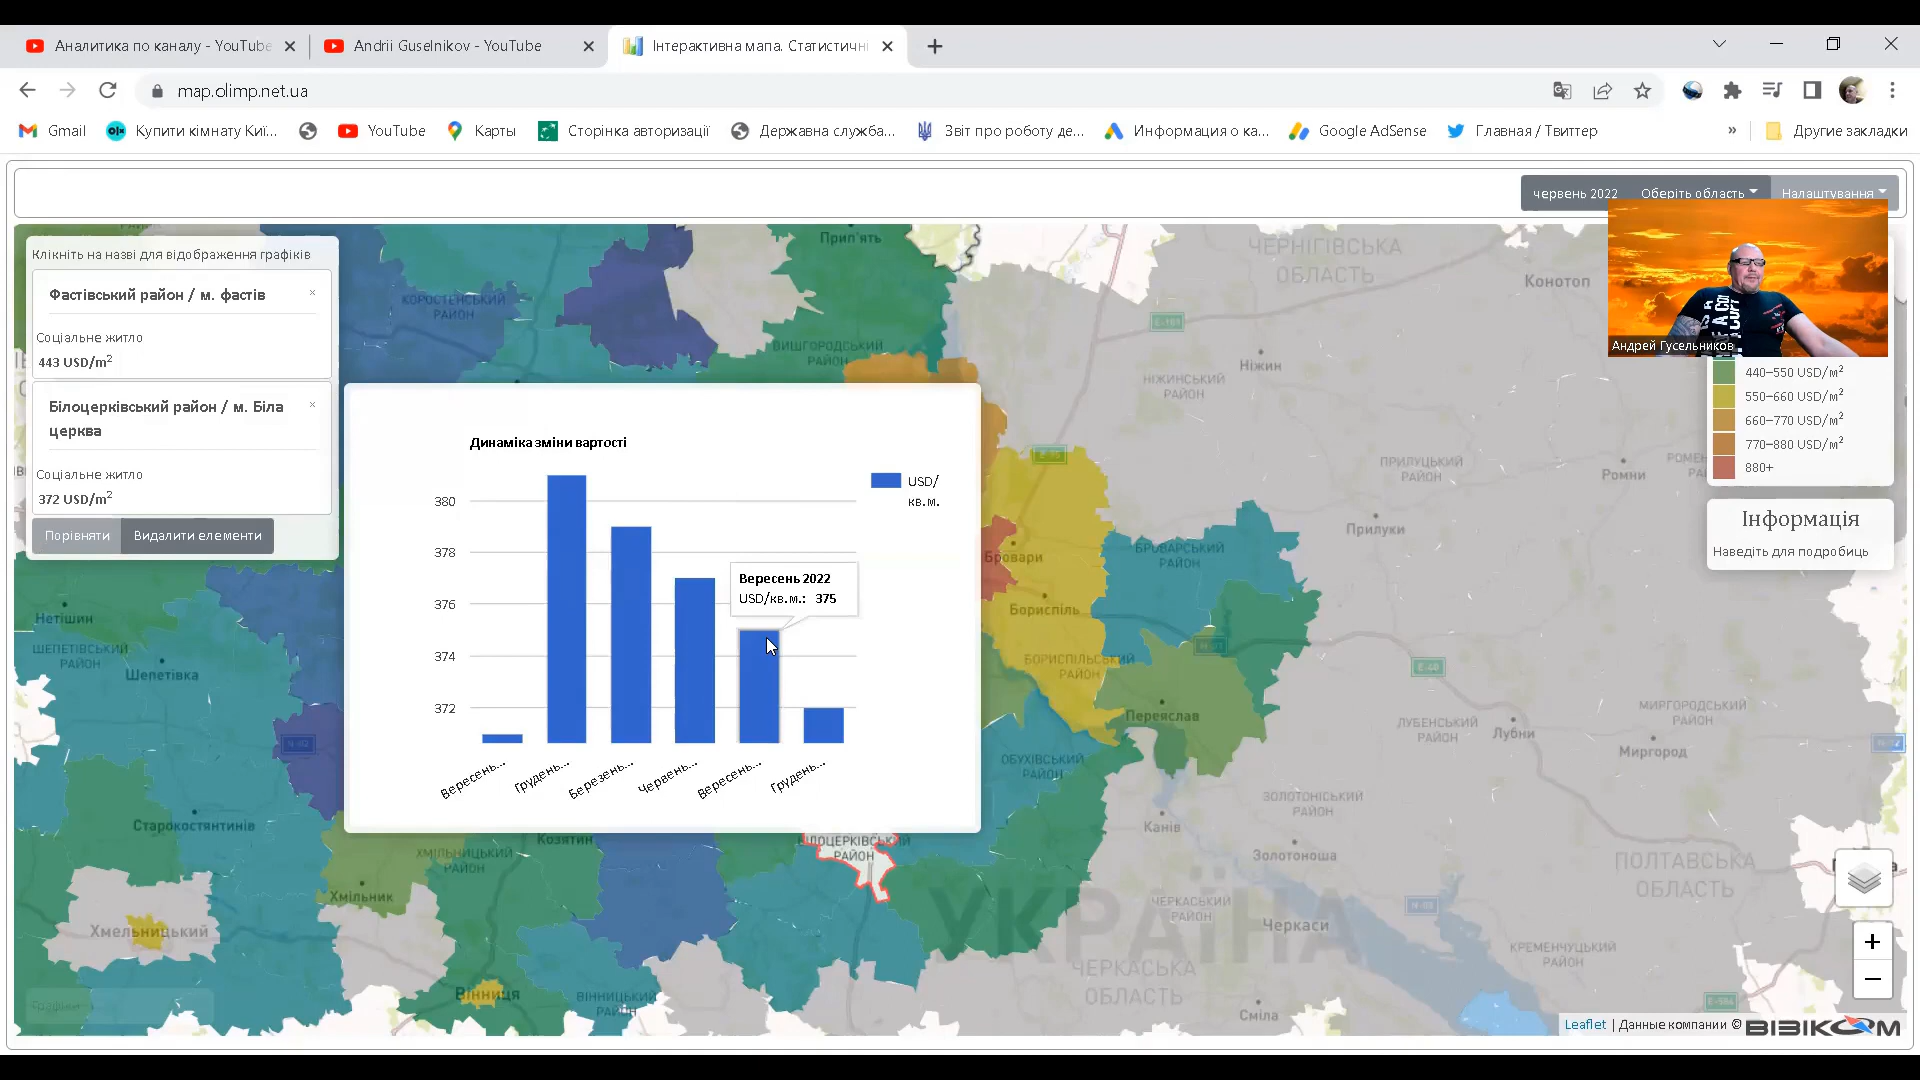 Аналитика по каналу - YouTube
Andrii Guselnikov - YouTube
Інтерактивна мапа. Статистичн
map.olimp.net.ua
Gmail
Купити кімнату Киї...
YouTube
Карты
Сторінка авторизації
Державна служба...
Звіт про роботу де...
Информация о ка...
Google AdSense
Главная / Твиттер
»
Другие закладки
червень 2022
Оберіть область
Налаштування
Клікніть на назві для відображення графіків
Фастівський район / м. фастів
×
Соціальне житло
443 USD/m²
Білоцерківський район / м. Біла
церква
×
Соціальне житло
372 USD/m²
Порівняти
Видалити елементи
Динаміка зміни вартості
USD/
кв.м.
380
378
376
374
372
Вересень 2022
USD/кв.м.: 375
Вересень...
Грудень...
Березень...
Червень...
Вересень...
Грудень...
Андрей Гусельников
440–550 USD/m²
550–660 USD/m²
660–770 USD/m²
770–880 USD/m²
880+
Інформація
Наведіть для подробиць
Прип'ять
ЧЕРНІГІВСЬКА
ОБЛАСТЬ
Конотоп
КОРОСТЕНСЬКИЙ
РАЙОН
ВИШГОРОДСЬКИЙ
РАЙОН
E-101
Ніжин
НІЖИНСЬКИЙ
РАЙОН
E-95
ПРИЛУЦЬКИЙ
РАЙОН
Ромни
Прилуки
Бровари
БРОВАРСЬКИЙ
РАЙОН
Нетішин
Бориспіль
ШЕПЕТІВСЬКИЙ
РАЙОН
Шепетівка
БОРИСПІЛЬСЬКИЙ
РАЙОН
E-40
Переяслав
МИРГОРОДСЬКИЙ
РАЙОН
ЛУБЕНСЬКИЙ
РАЙОН
Лубни
Миргород
ОБУХІВСЬКИЙ
РАЙОН
ЗОЛОТОНІСЬКИЙ
РАЙОН
Старокостянтинів
Козятин
Канів
БІЛОЦЕРКІВСЬКИЙ
РАЙОН
ХМІЛЬНИЦЬКИЙ
РАЙОН
Золотоноша
ПОЛТАВСЬКА
ОБЛАСТЬ
Хмільник
УКРАЇНА
ЧЕРКАСЬКИЙ
РАЙОН
Черкаси
Хмельницький
КРЕМЕНЧУЦЬКИЙ
РАЙОН
ЧЕРКАСЬКА
ОБЛАСТЬ
Вінниця
ВІННИЦЬКИЙ
РАЙОН
Сміла
E-584
Графіки
+
−
Leaflet | Данные компании © ВІЗІКОМ